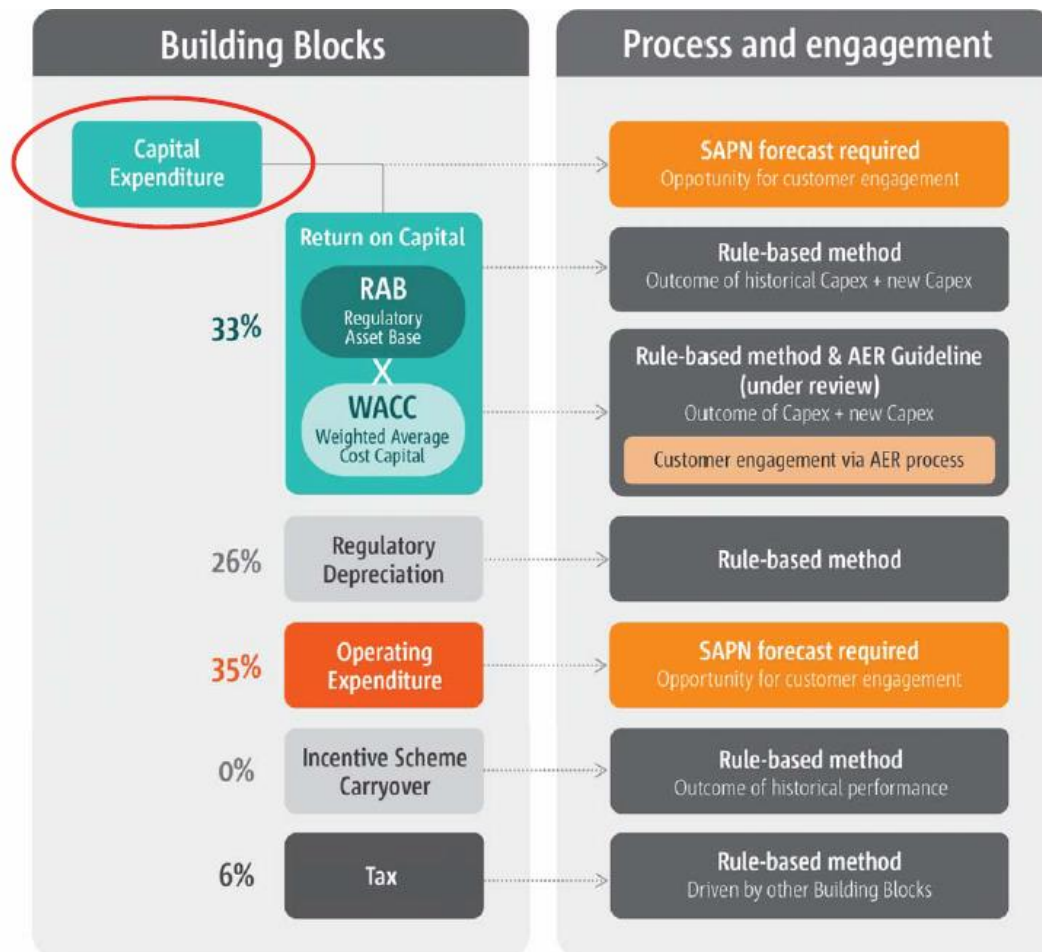 Building Blocks
Process and engagement
Capital
Expenditure
SAPN forecast required
Oppotunity for customer engagement
Return on Capital
RAB
Regulatory
Asset Base
X
WACC
Weighted Average
Cost Capital
33%
Rule-based method
Outcome of historical Capex + new Capex
Rule-based method & AER Guideline
(under review)
Outcome of Capex + new Capex
Customer engagement via AER process
26%
Regulatory
Depreciation
Rule-based method
35%
Operating
Expenditure
SAPN forecast required
Opportunity for customer engagement
0%
Incentive Scheme
Carryover
Rule-based method
Outcome of historical performance
6%
Tax
Rule-based method
Driven by other Building Blocks